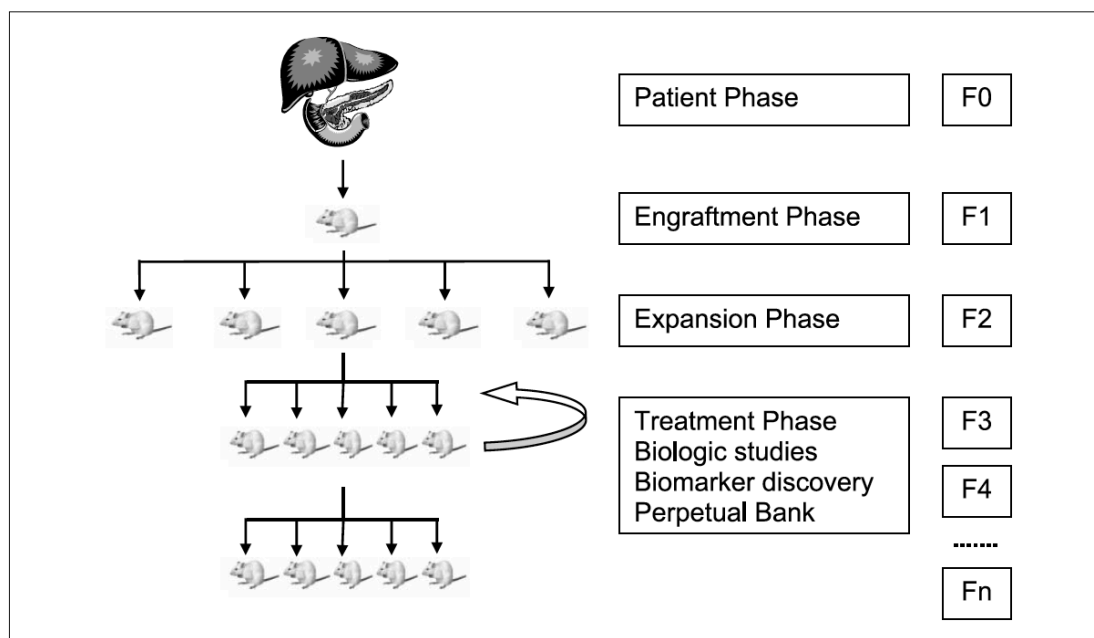 Patient Phase
F0
Engraftment Phase
F1
Expansion Phase
F2
Treatment Phase
Biologic studies
Biomarker discovery
Perpetual Bank
F3
F4
.......
Fn